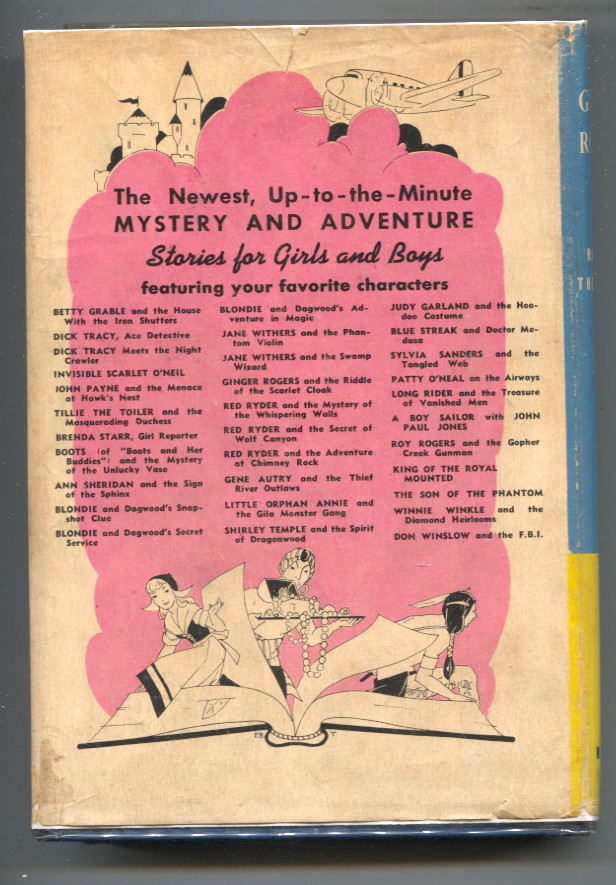 The Newest, Up-to-the-Minute
MYSTERY AND ADVENTURE
Stories for Girls and Boys
featuring your favorite characters
BETTY GRABLE and the House
With the Iron Shutters
DICK TRACY, Ace Detective
DICK TRACY Meets the Night
Crawler
INVISIBLE SCARLET O'NEIL
JOHN PAYNE and the Menace
at Hawk's Nest
TILLIE THE TOILER and the
Masquerading Duchess
BRENDA STARR, Girl Reporter
BOOTS (of "Boots and Her
Buddies") and the Mystery
of the Unlucky Vase
ANN SHERIDAN and the Sign
of the Sphinx
BLONDIE and Dagwood's Snap-
shot Clue
BLONDIE and Dagwood's Secret
Service
BLONDIE and Dagwood's Ad-
venture in Magic
JANE WITHERS and the Phan-
tom Violin
JANE WITHERS and the Swamp
Wizard
GINGER ROGERS and the Riddle
of the Scarlet Cloak
RED RYDER and the Mystery of
the Whispering Walls
RED RYDER and the Secret of
Wolf Canyon
RED RYDER and the Adventure
at Chimney Rock
GENE AUTRY and the Thief
River Outlaws
LITTLE ORPHAN ANNIE and
the Gila Monster Gang
SHIRLEY TEMPLE and the Spirit
of Dragonwood
JUDY GARLAND and the Hoo-
doo Costume
BLUE STREAK and Doctor Me-
dusa
SYLVIA SANDERS and the
Tangled Web
PATTY O'NEAL on the Airways
LONG RIDER and the Treasure
of Vanished Men
A BOY SAILOR with JOHN
PAUL JONES
ROY ROGERS and the Gopher
Creek Gunman
KING OF THE ROYAL
MOUNTED
THE SON OF THE PHANTOM
WINNIE WINKLE and the
Diamond Heirlooms
DON WINSLOW and the F.B.I.
EB T